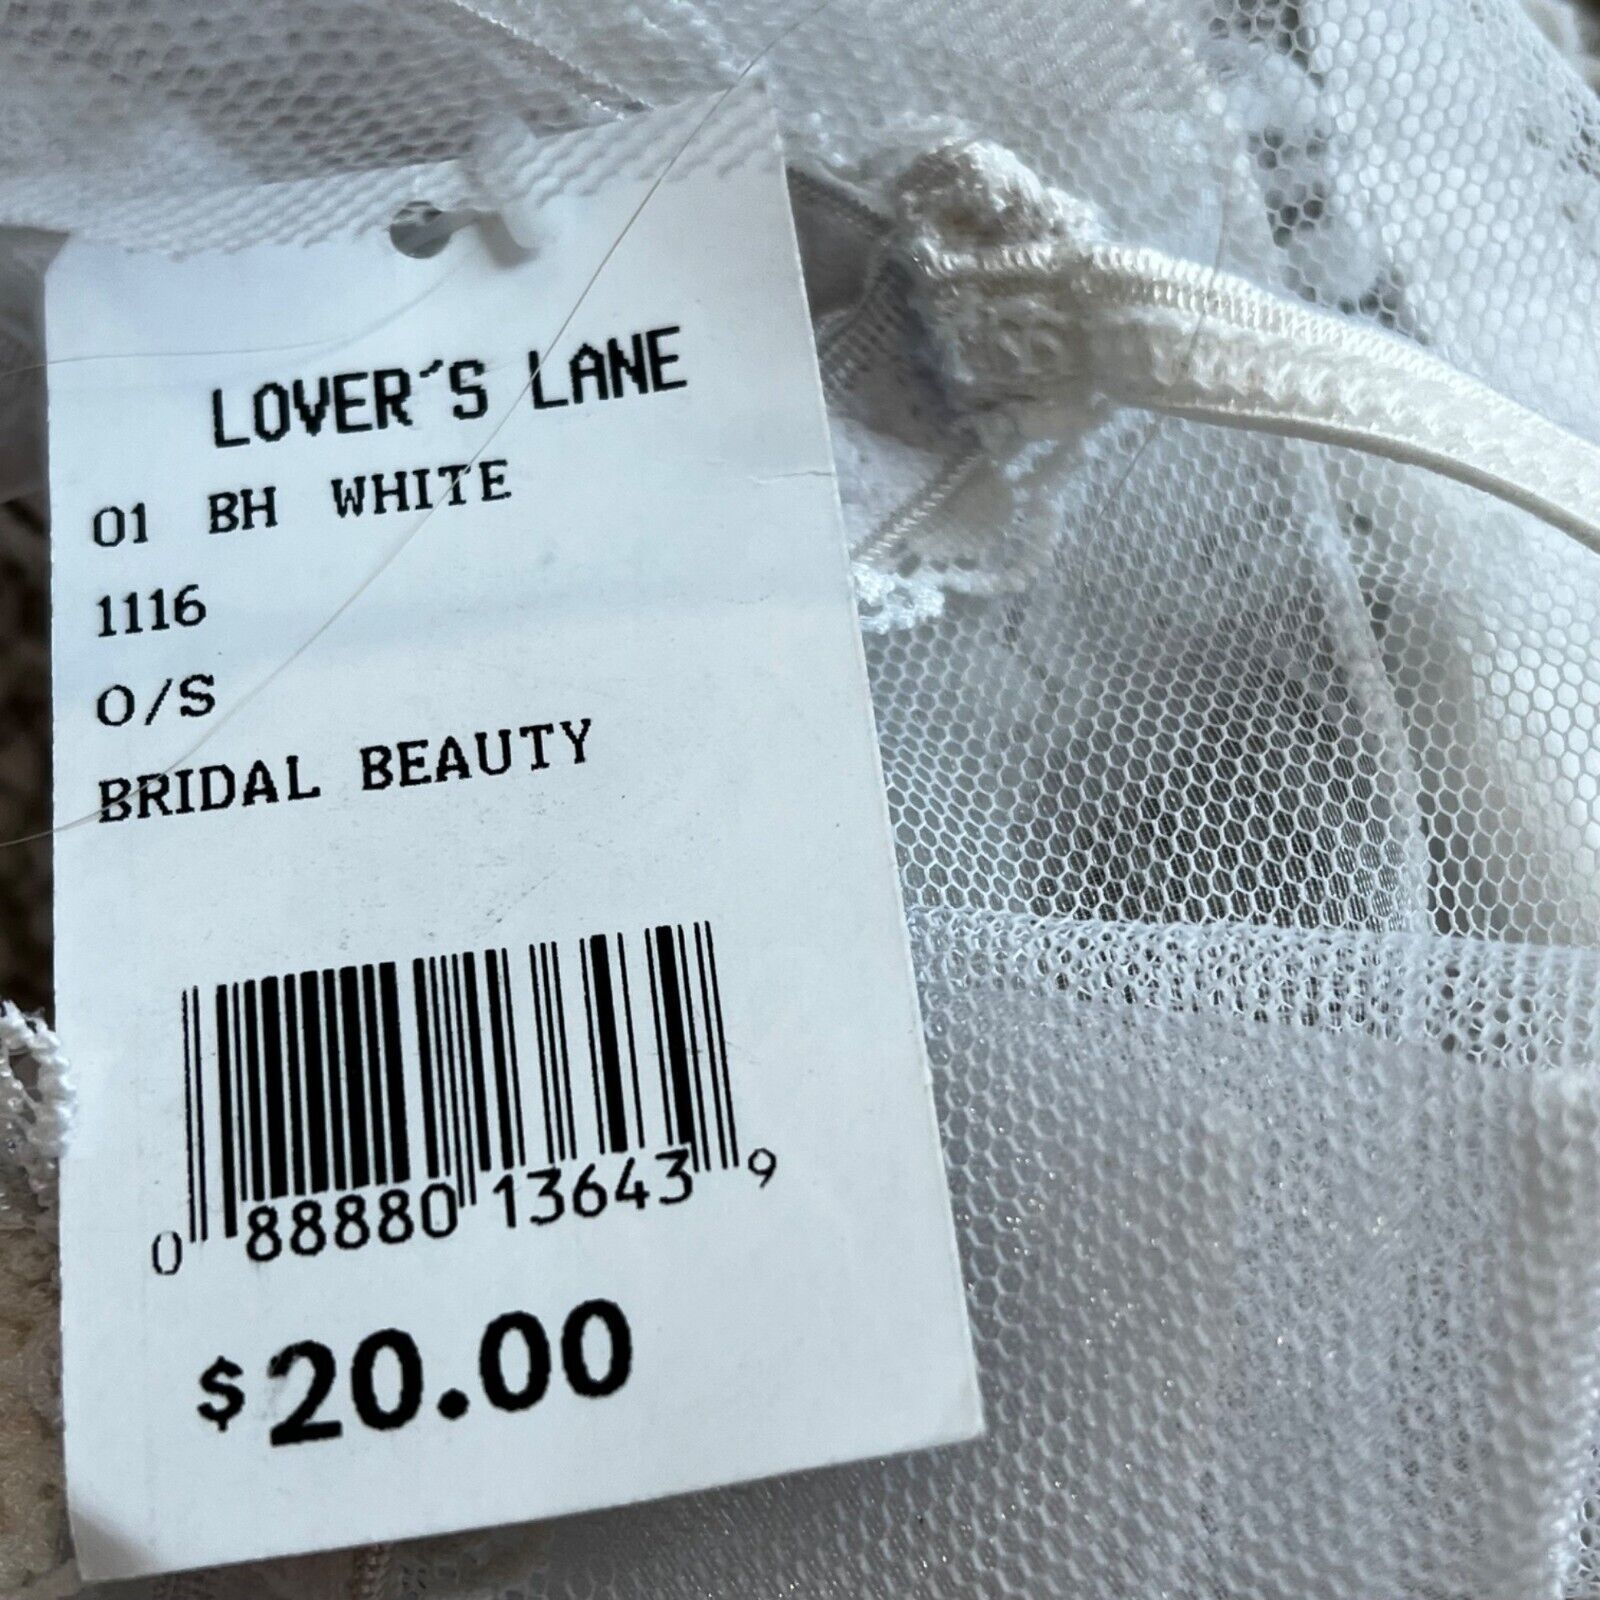 LOVER'S LANE
01 BH WHITE
1116
O/S
BRIDAL BEAUTY
0 88880 13643 9
$20.00